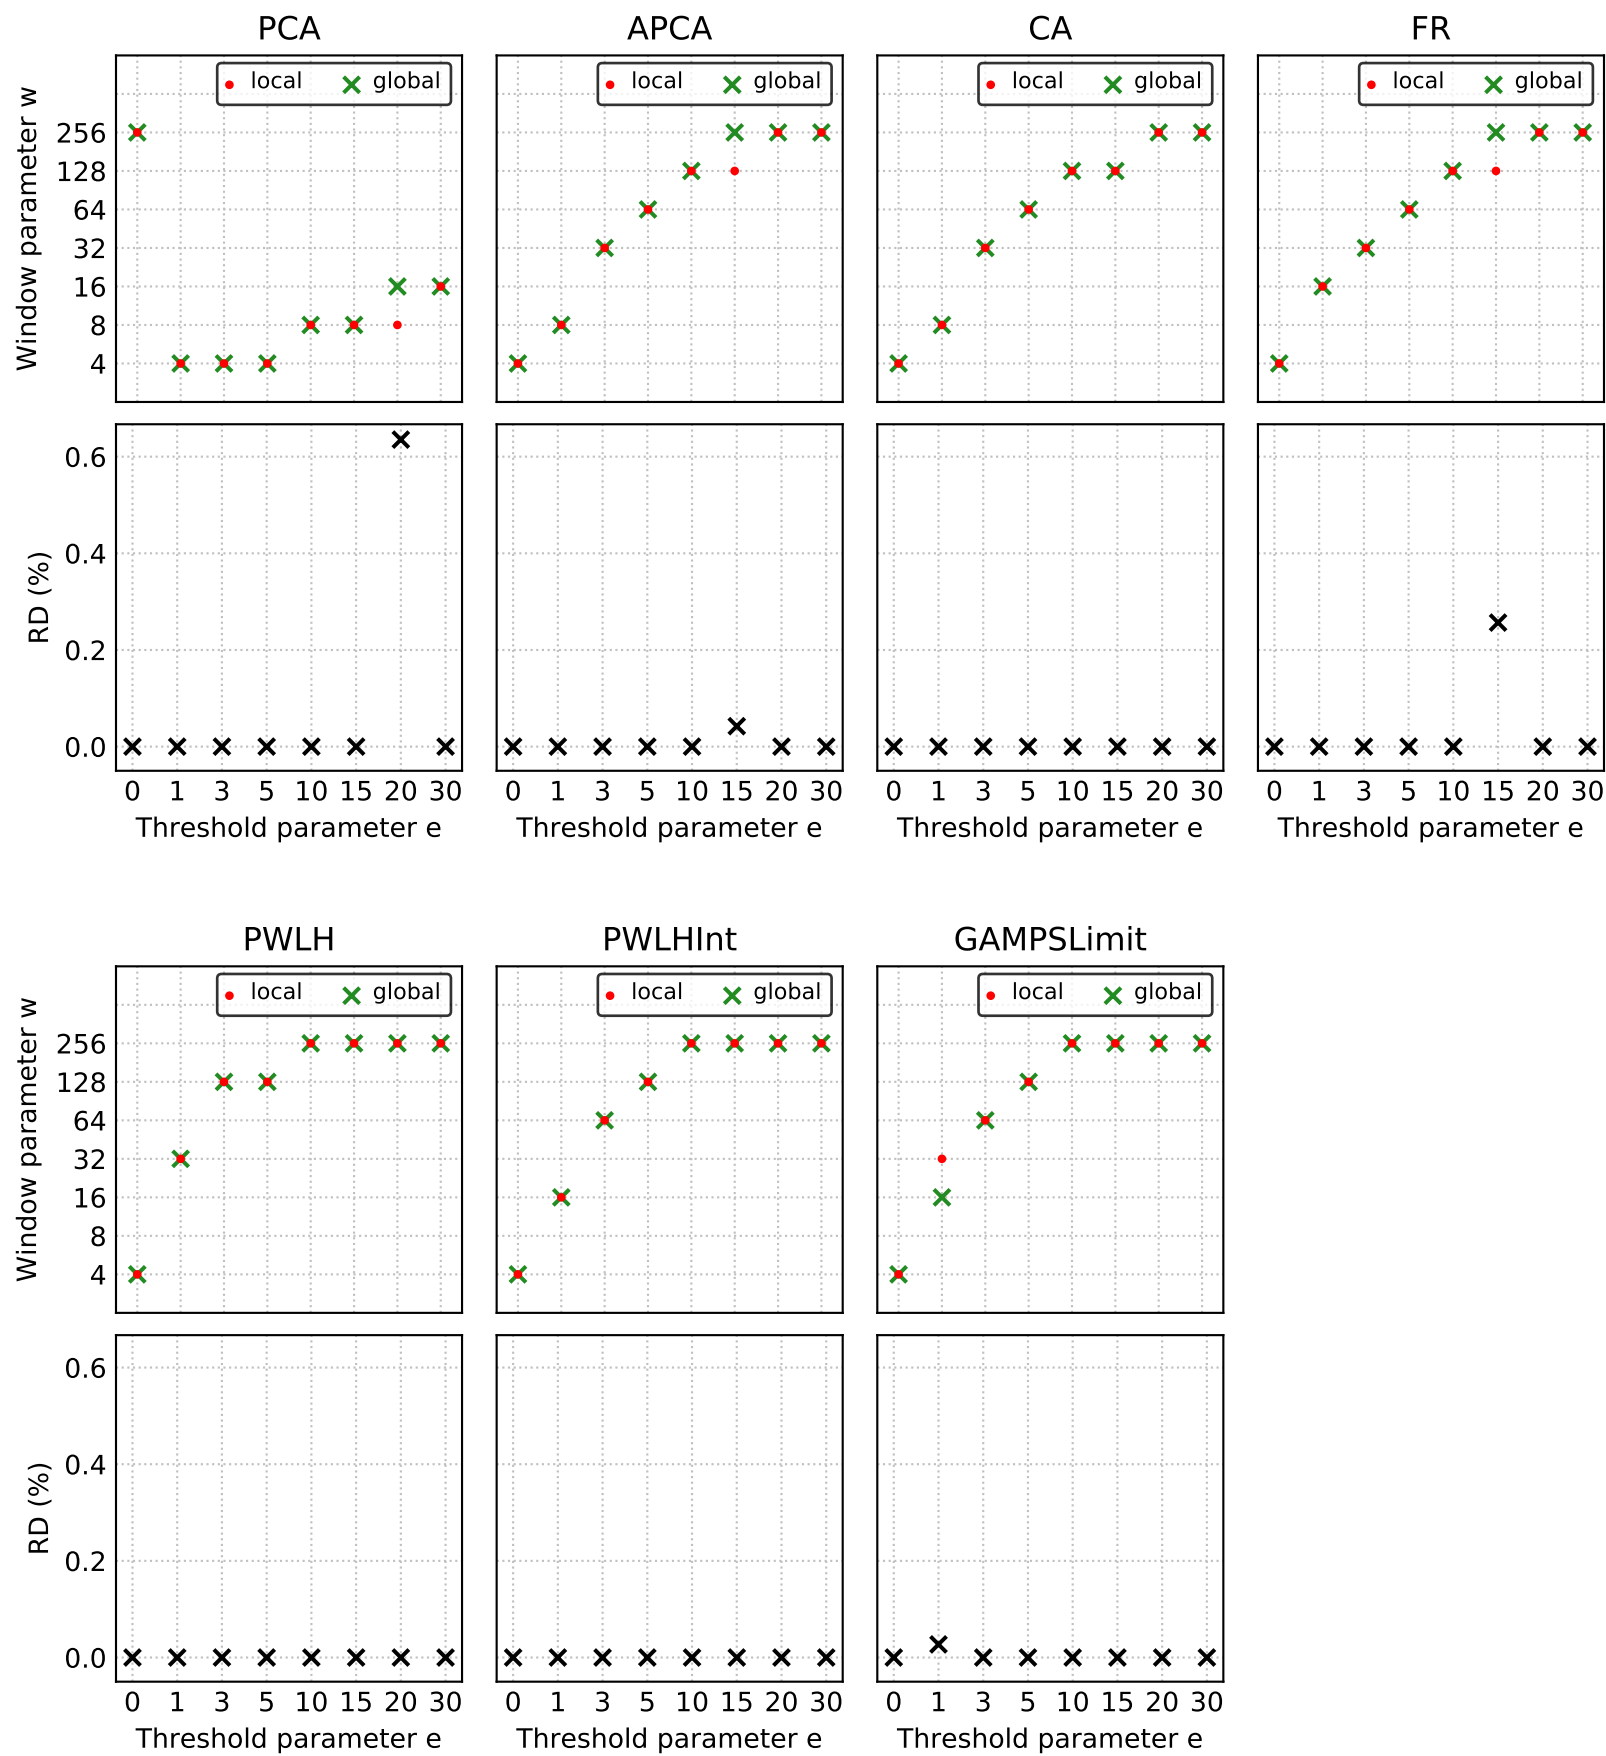 PCA APCA CA FR
local global local global local global local global
Window parameter w
256
128
64
32
16
8
4
RD (%)
0.6
0.4
0.2
0.0
0 1 3 5 10 15 20 30 0 1 3 5 10 15 20 30 0 1 3 5 10 15 20 30 0 1 3 5 10 15 20 30
Threshold parameter e Threshold parameter e Threshold parameter e Threshold parameter e
PWLH PWLHInt GAMPSLimit
local global local global local global
Window parameter w
256
128
64
32
16
8
4
RD (%)
0.6
0.4
0.2
0.0
0 1 3 5 10 15 20 30 0 1 3 5 10 15 20 30 0 1 3 5 10 15 20 30
Threshold parameter e Threshold parameter e Threshold parameter e